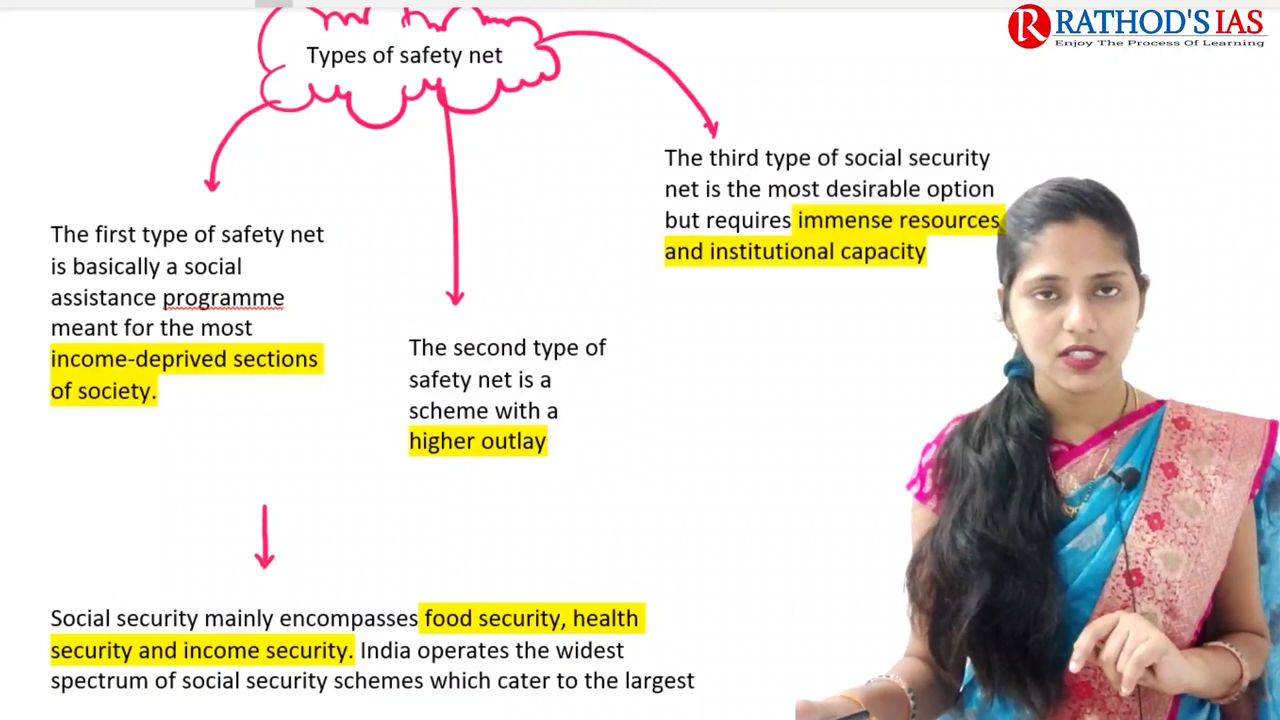 RATHOD'S IAS
Enjoy The Process Of Learning
Types of safety net
The first type of safety net
is basically a social
assistance programme
meant for the most
income-deprived sections
of society.
The second type of
safety net is a
scheme with a
higher outlay
The third type of social security
net is the most desirable option
but requires immense resources
and institutional capacity
Social security mainly encompasses food security, health
security and income security. India operates the widest
spectrum of social security schemes which cater to the largest